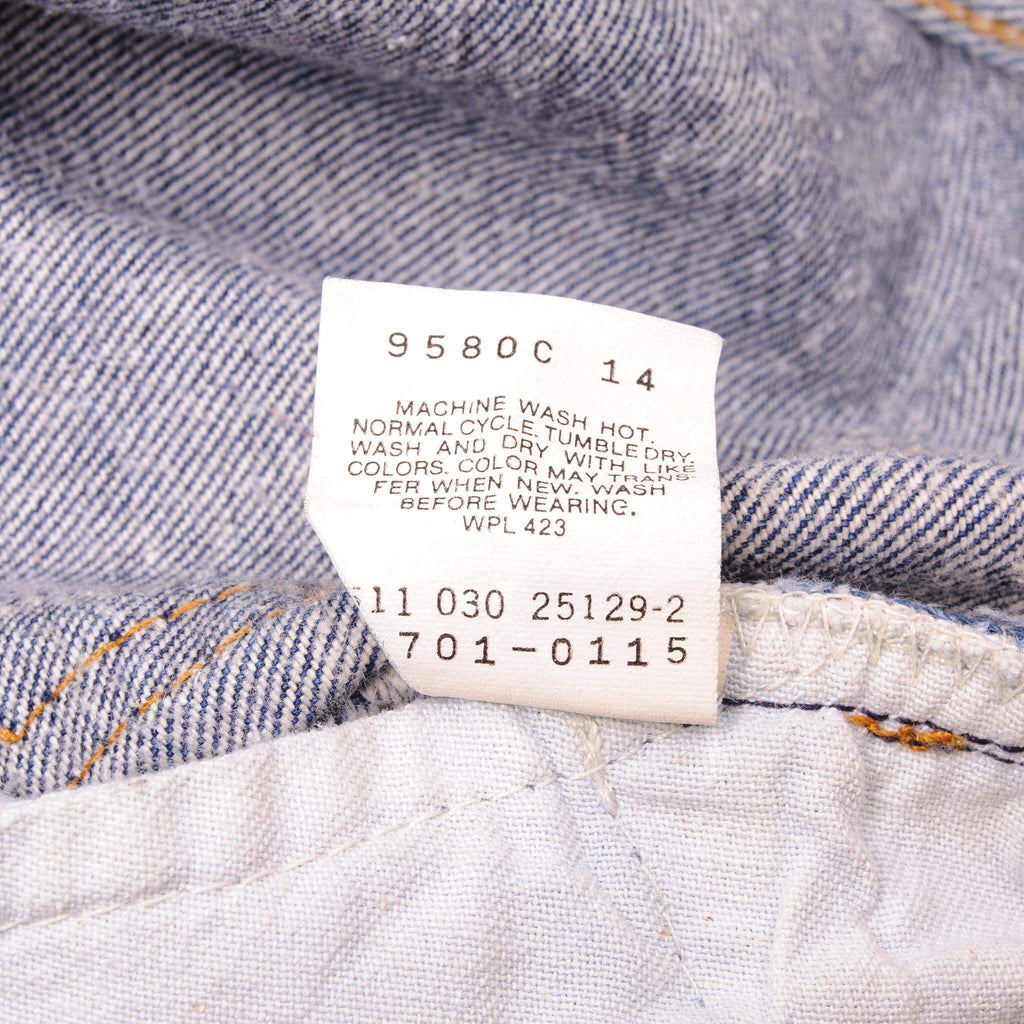 9580C 14
MACHINE WASH HOT.
NORMAL CYCLE. TUMBLE DRY.
WASH AND DRY WITH LIKE
COLORS. COLOR MAY TRANS-
FER WHEN NEW. WASH
BEFORE WEARING.
WPL 423
11 030 25129-2
701-0115